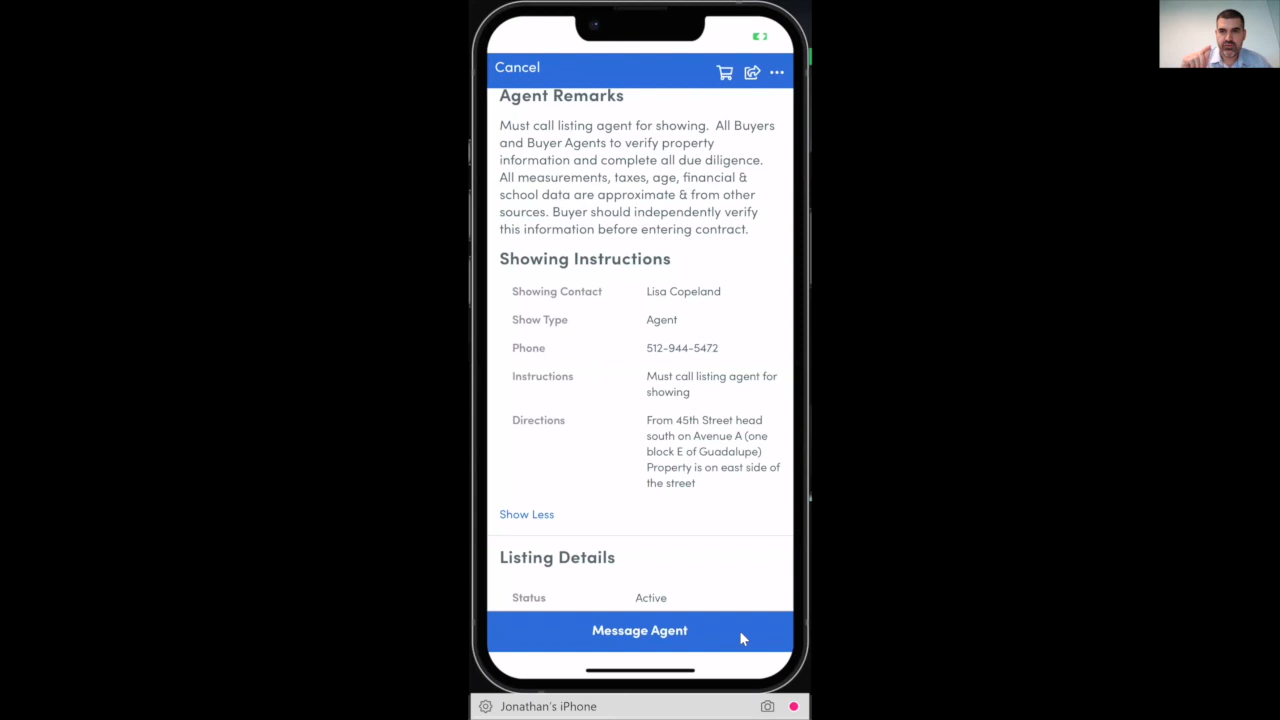 Cancel
Agent Remarks
Must call listing agent for showing.  All Buyers
and Buyer Agents to verify property
information and complete all due diligence.
All measurements, taxes, age, financial &
school data are approximate & from other
sources. Buyer should independently verify
this information before entering contract.
Showing Instructions
Showing Contact Lisa Copeland
Show Type Agent
Phone 512-944-5472
Instructions Must call listing agent for
showing
Directions From 45th Street head
south on Avenue A (one
block E of Guadalupe)
Property is on east side of
the street
Show Less
Listing Details
Status Active
Message Agent
Jonathan's iPhone